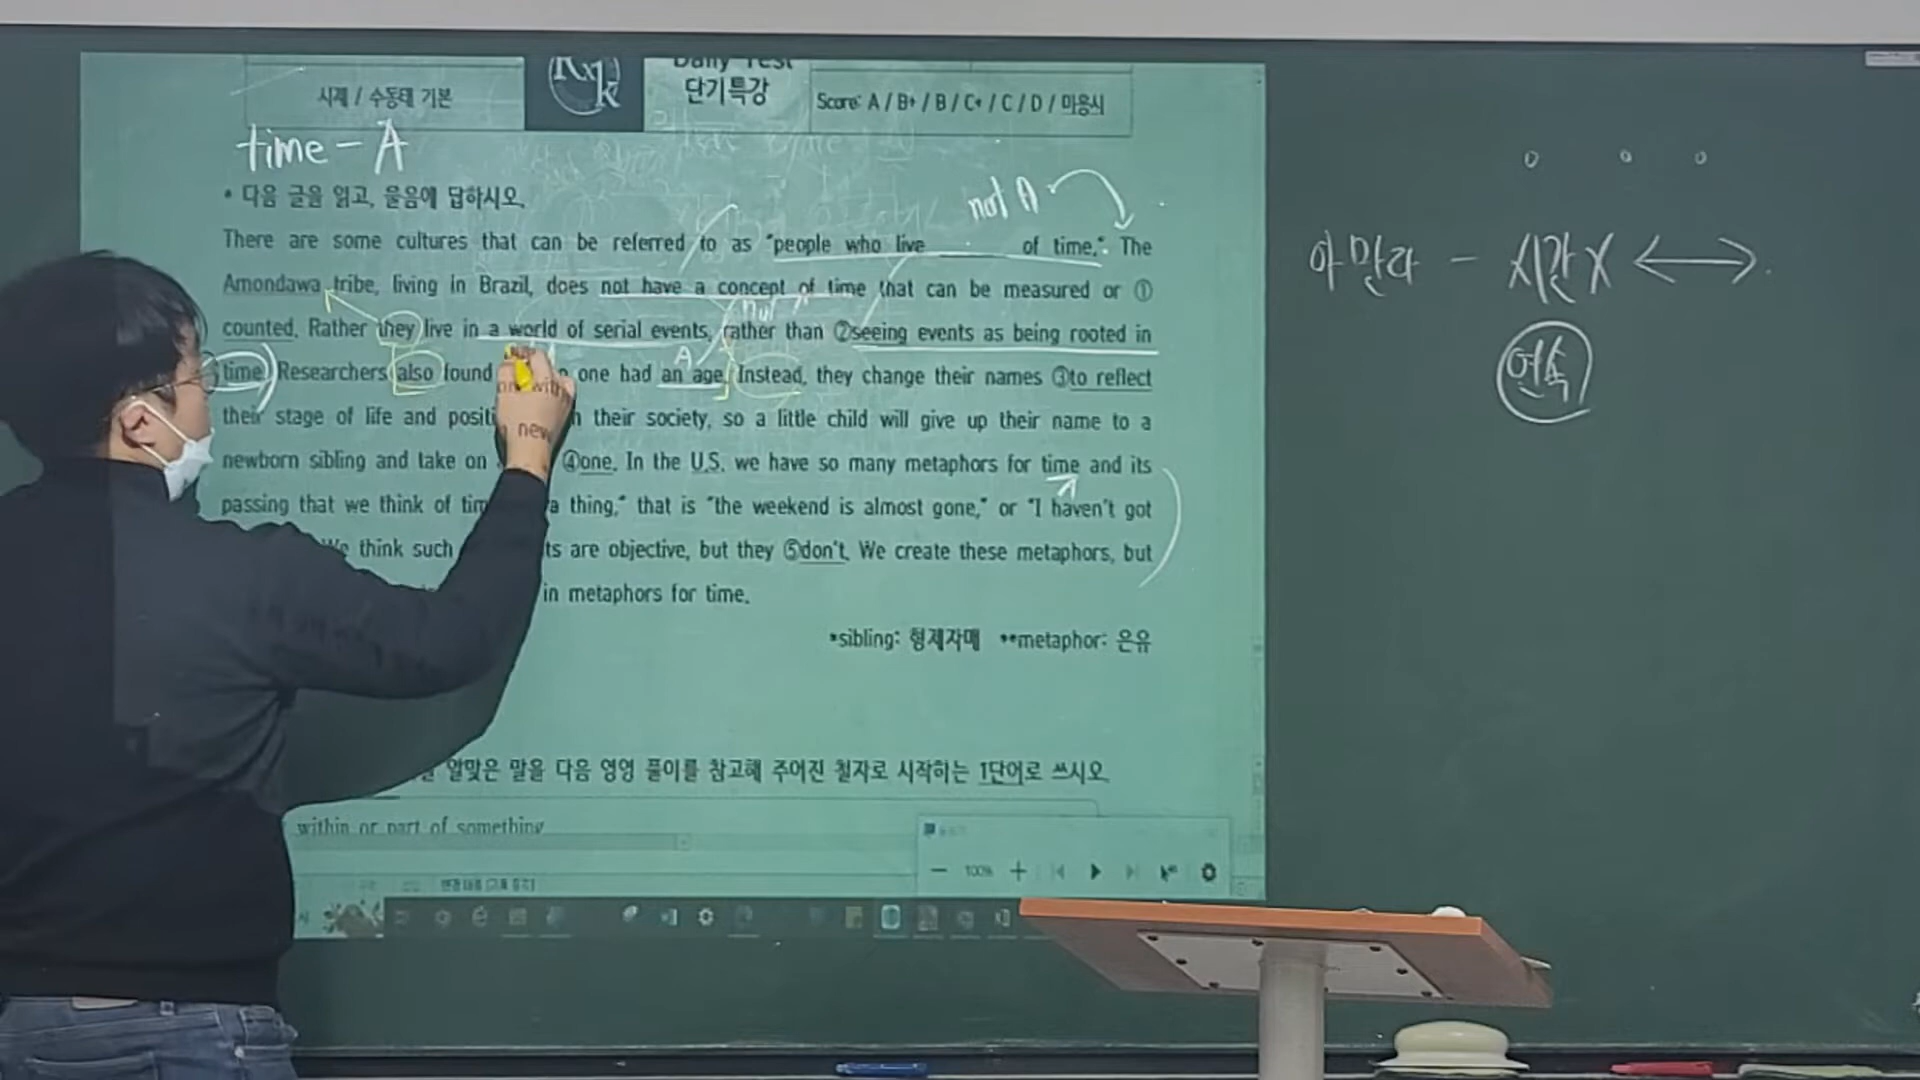 Daily Test
시제 / 수동태 기본
단기특강
Score: A / B+ / B / C+ / C / D / 미응시
time - A
* 다음 글을 읽고, 물음에 답하시오.
not A
There are some cultures that can be referred to as "people who live ______ of time.". The
Amondawa tribe, living in Brazil, does not have a concept of time that can be measured or ①
counted. Rather they live in a world of serial events, rather than ②seeing events as being rooted in
A
time. Researchers also found one had an age. Instead, they change their names ③to reflect
their stage of life and their society, so a little child will give up their name to a
newborn sibling and take on new ④one. In the U.S. we have so many metaphors for time and its
passing that we think of a thing," that is "the weekend is almost gone," or "I haven't got
think such are objective, but they ⑤don't. We create these metaphors, but
in metaphors for time.
*sibling: 형제자매 **metaphor: 은유
알맞은 말을 다음 영영 풀이를 참고해 주어진 철자로 시작하는 1단어로 쓰시오.
within or part of something
100%
시간X ⟷
연속